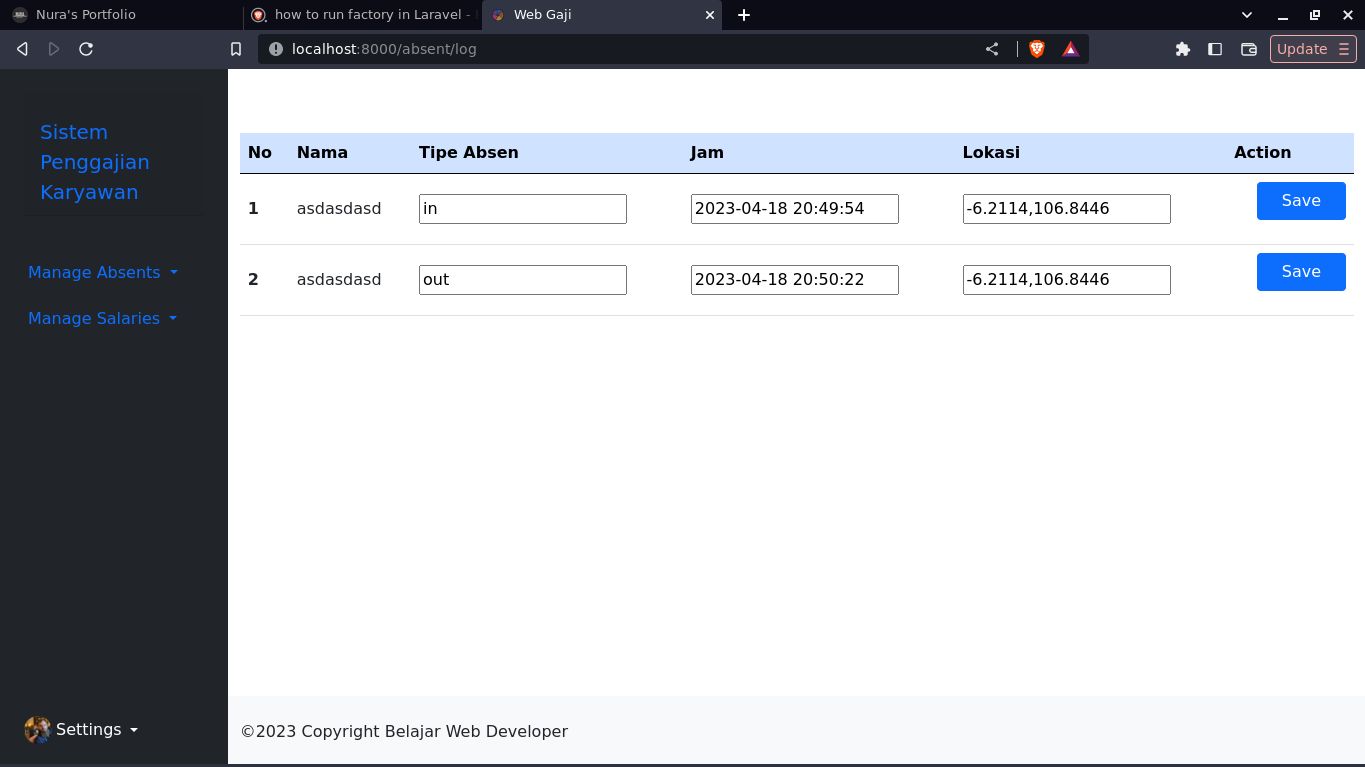 Nura's Portfolio
how to run factory in Laravel -
Web Gaji
localhost:8000/absent/log
Update
Sistem
Penggajian
Karyawan
Manage Absents
Manage Salaries
No Nama Tipe Absen Jam Lokasi Action
1 asdasdasd in 2023-04-18 20:49:54 -6.2114,106.8446 Save
2 asdasdasd out 2023-04-18 20:50:22 -6.2114,106.8446 Save
Settings
©2023 Copyright Belajar Web Developer